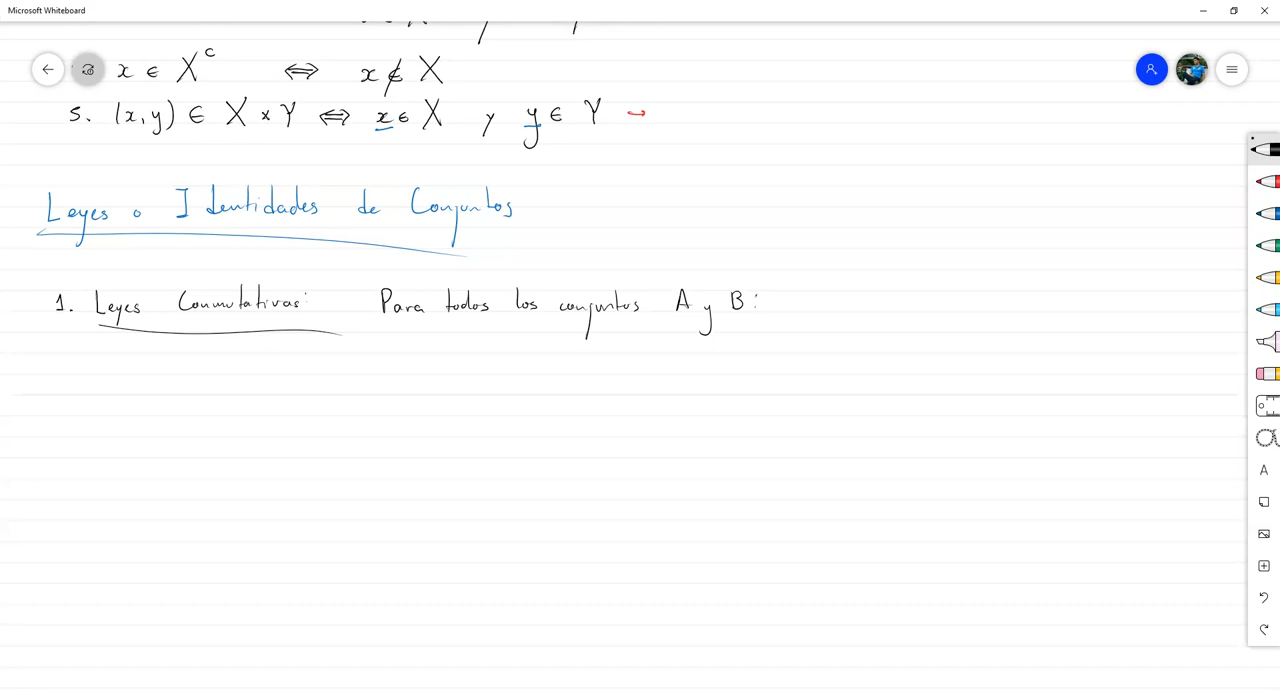 Microsoft Whiteboard
x ∈ X^c ⇔ x ∉ X
5. (x,y) ∈ X × Y ⇔ x ∈ X y y ∈ Y →
Leyes o Identidades de Conjuntos
1. Leyes Conmutativas: Para todos los conjuntos A y B: